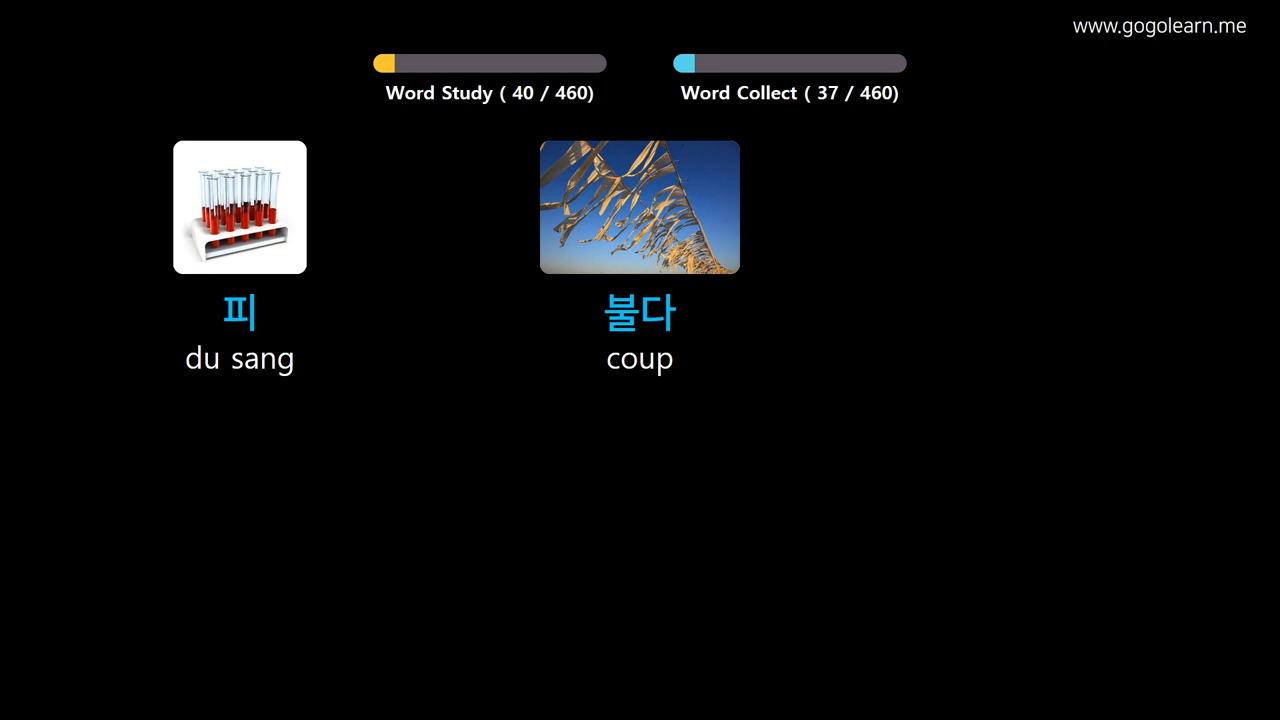 www.gogolearn.me
Word Study ( 40 / 460)
Word Collect ( 37 / 460)
피
du sang
불다
coup